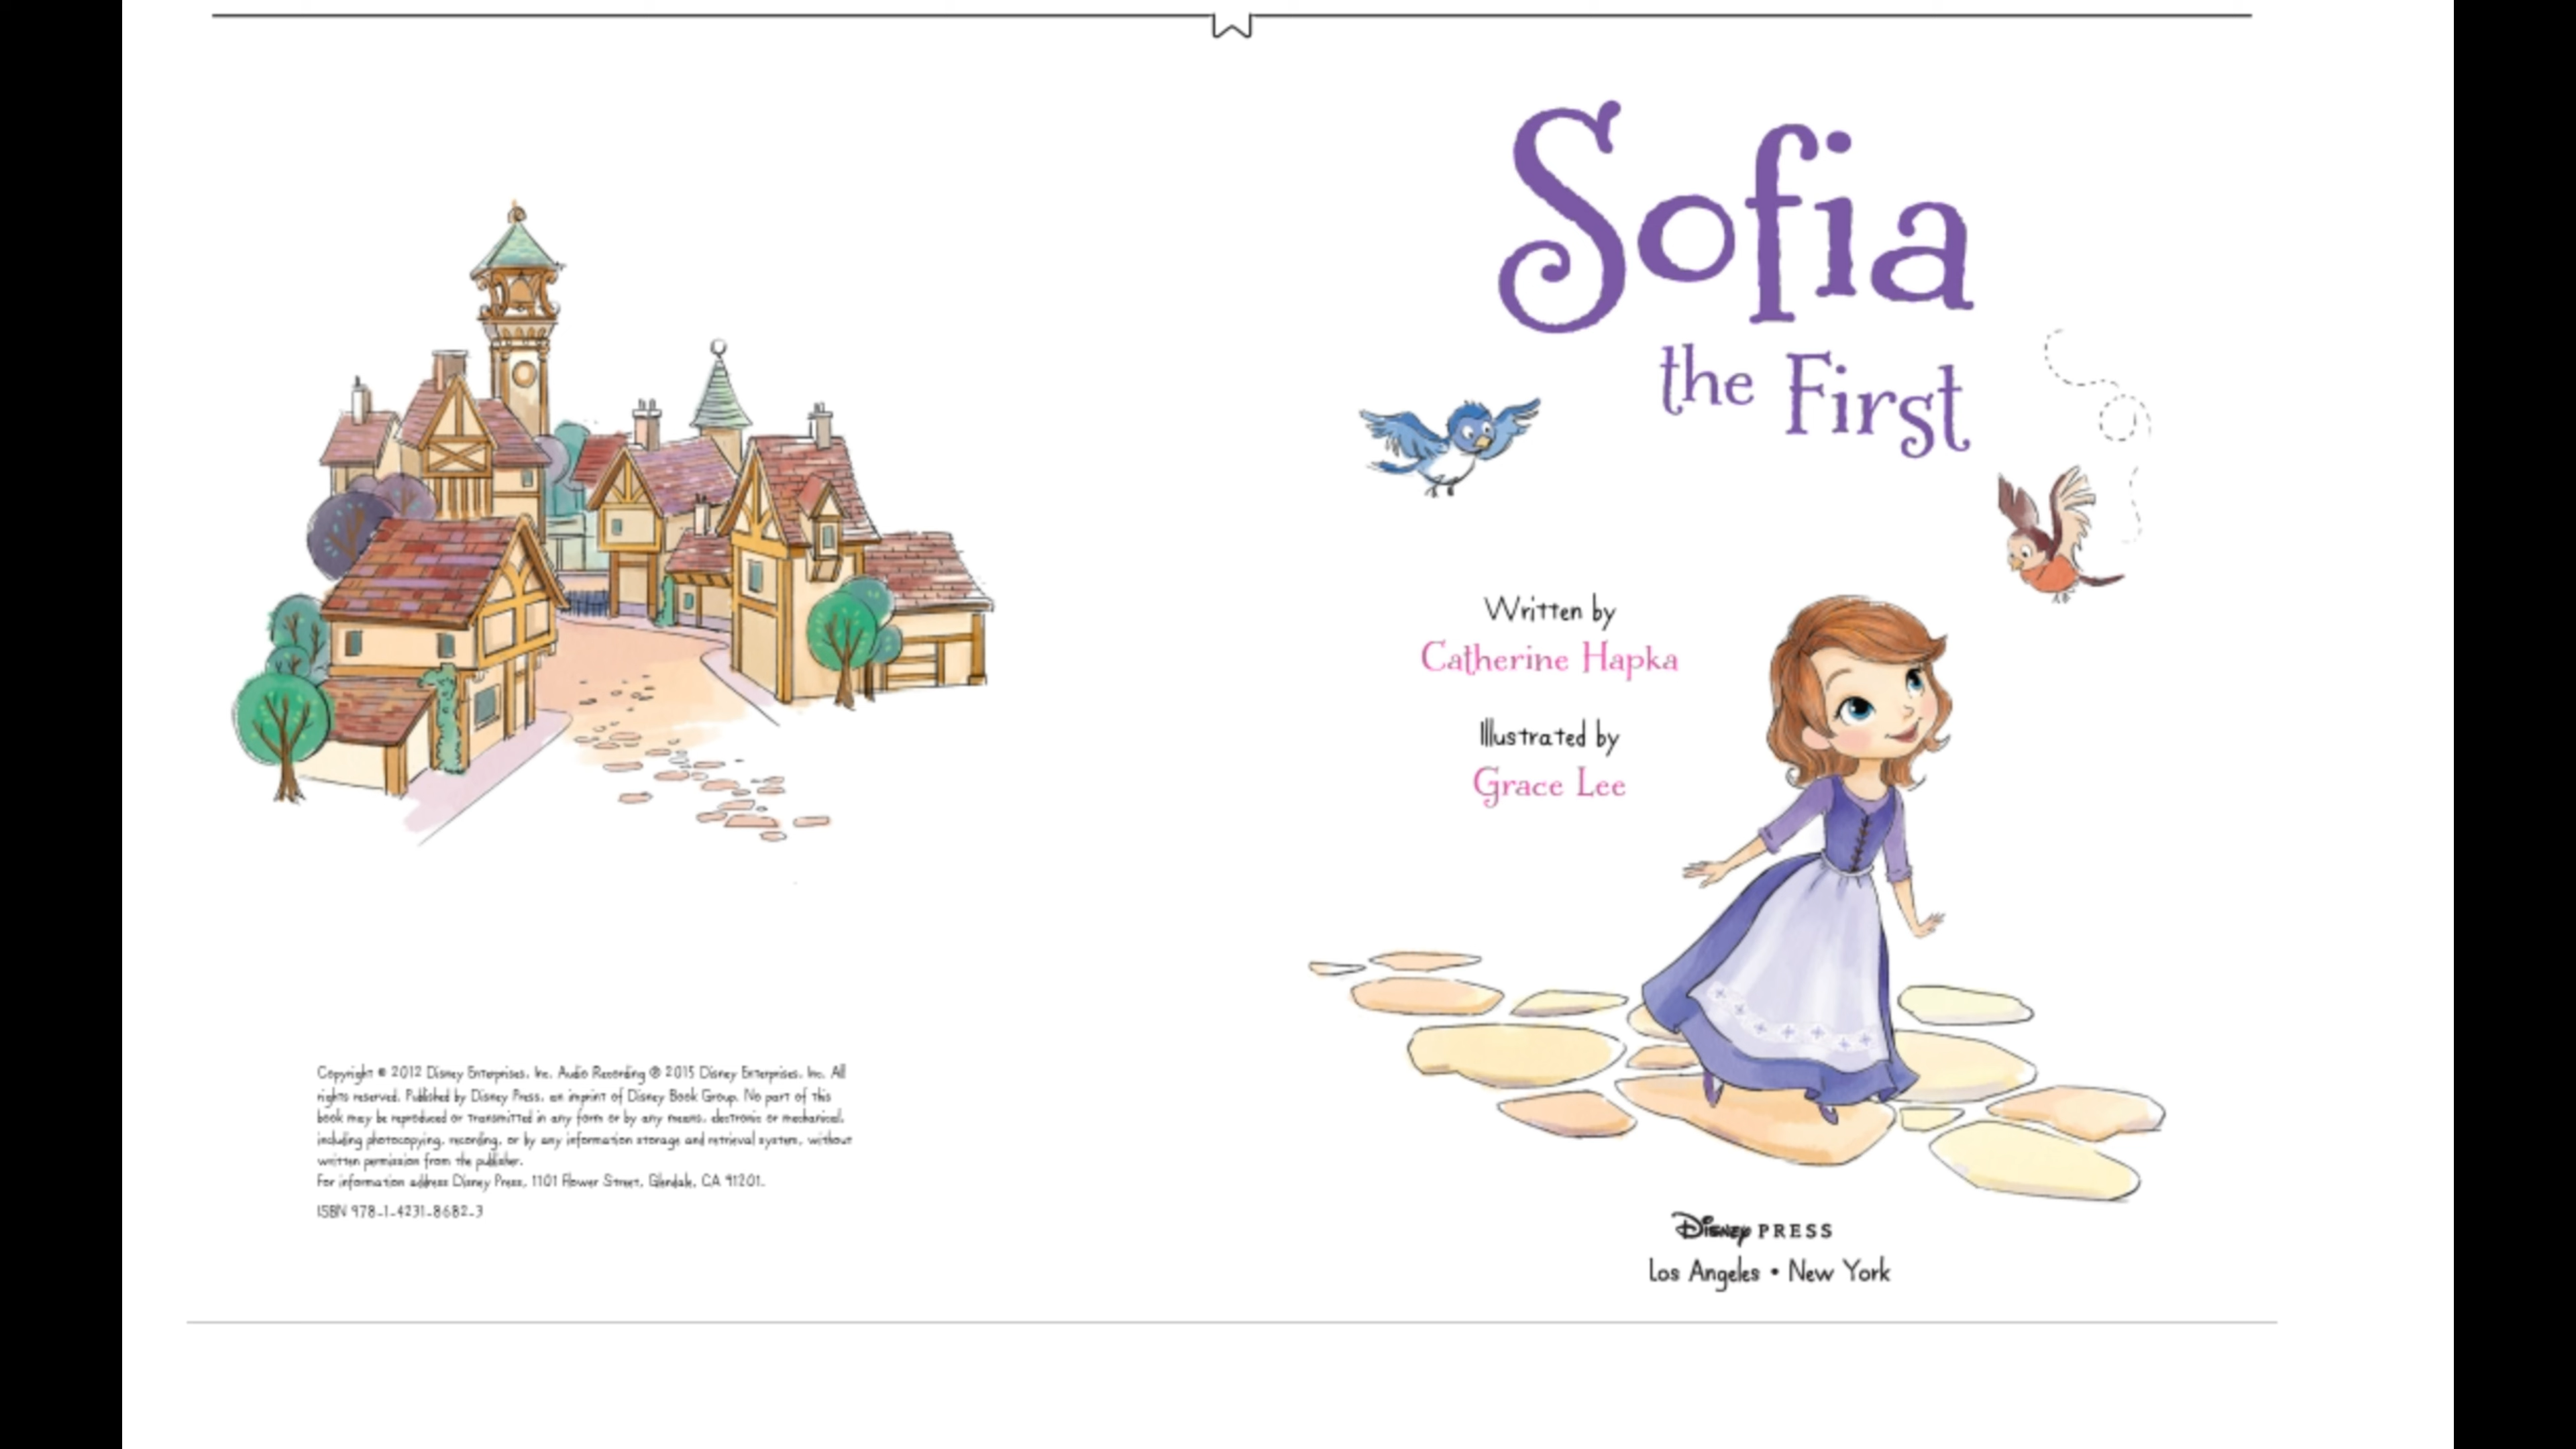 Copyright © 2012 Disney Enterprises, Inc. Audio Recording ℗ 2015 Disney Enterprises, Inc. All
rights reserved. Published by Disney Press, an imprint of Disney Book Group. No part of this
book may be reproduced or transmitted in any form or by any means, electronic or mechanical,
including photocopying, recording, or by any information storage and retrieval system, without
written permission from the publisher.
For information address Disney Press, 1101 Flower Street, Glendale, CA 91201.
ISBN 978-1-4231-8682-3
Sofia
the First
Written by
Catherine Hapka
Illustrated by
Grace Lee
Disney PRESS
Los Angeles • New York